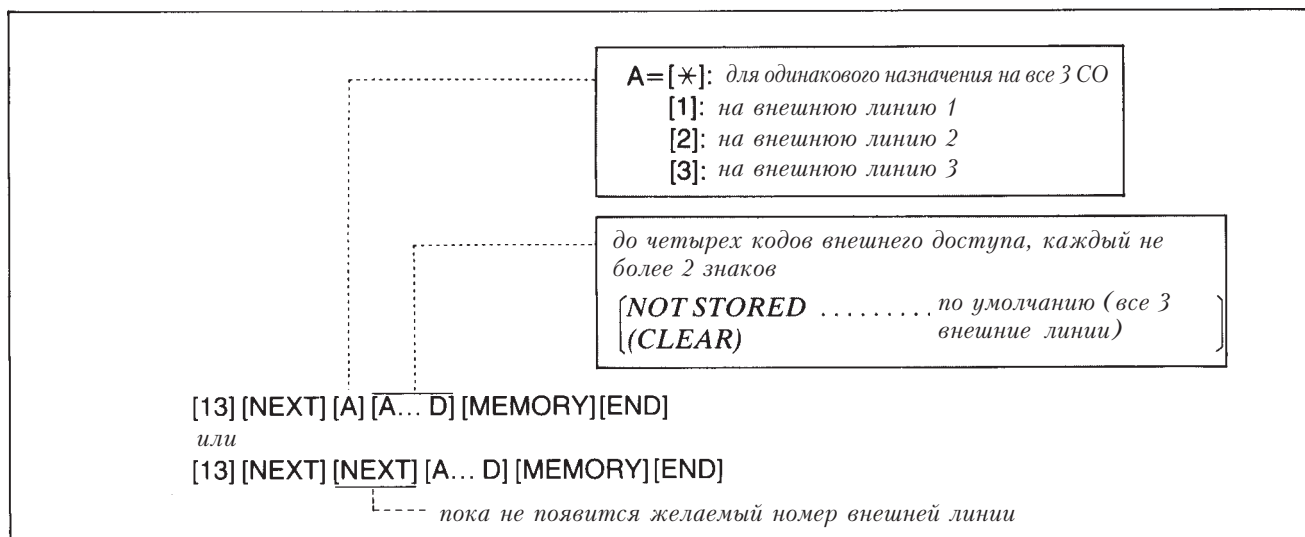 A=[✳]: для одинакового назначения на все 3 СО
[1]: на внешнюю линию 1
[2]: на внешнюю линию 2
[3]: на внешнюю линию 3
до четырех кодов внешнего доступа, каждый не
более 2 знаков
NOT STORED ......... по умолчанию (все 3
(CLEAR) внешние линии)
[13] [NEXT] [A] [A... D] [MEMORY] [END]
или
[13] [NEXT] [NEXT] [A... D] [MEMORY] [END]
пока не появится желаемый номер внешней линии